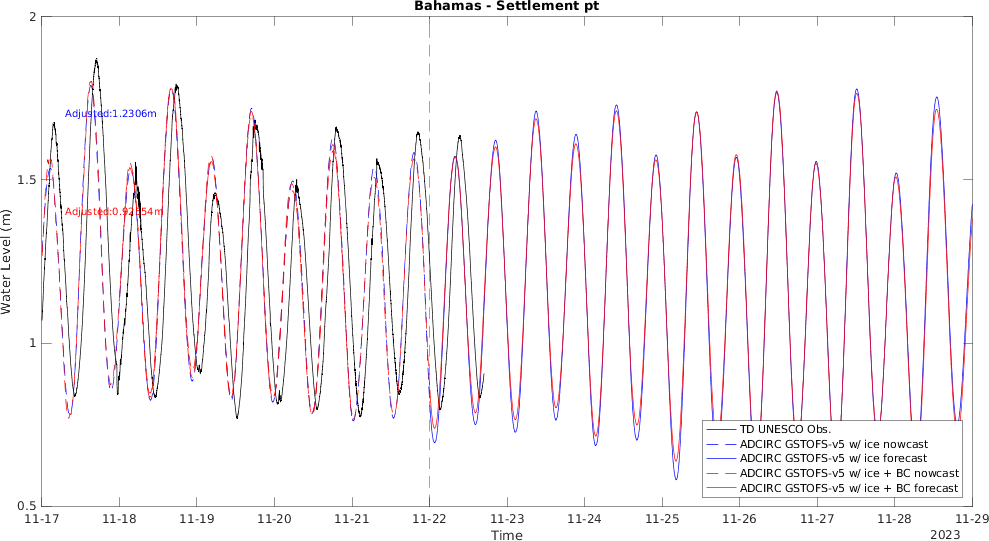 Bahamas - Settlement pt
2
1.5
1
0.5
Water Level (m)
Adjusted:1.2306m
Adjusted:0.92654m
TD UNESCO Obs.
ADCIRC GSTOFS-v5 w/ ice nowcast
ADCIRC GSTOFS-v5 w/ ice forecast
ADCIRC GSTOFS-v5 w/ ice + BC nowcast
ADCIRC GSTOFS-v5 w/ ice + BC forecast
11-17 11-18 11-19 11-20 11-21 11-22 11-23 11-24 11-25 11-26 11-27 11-28 11-29
Time
2023